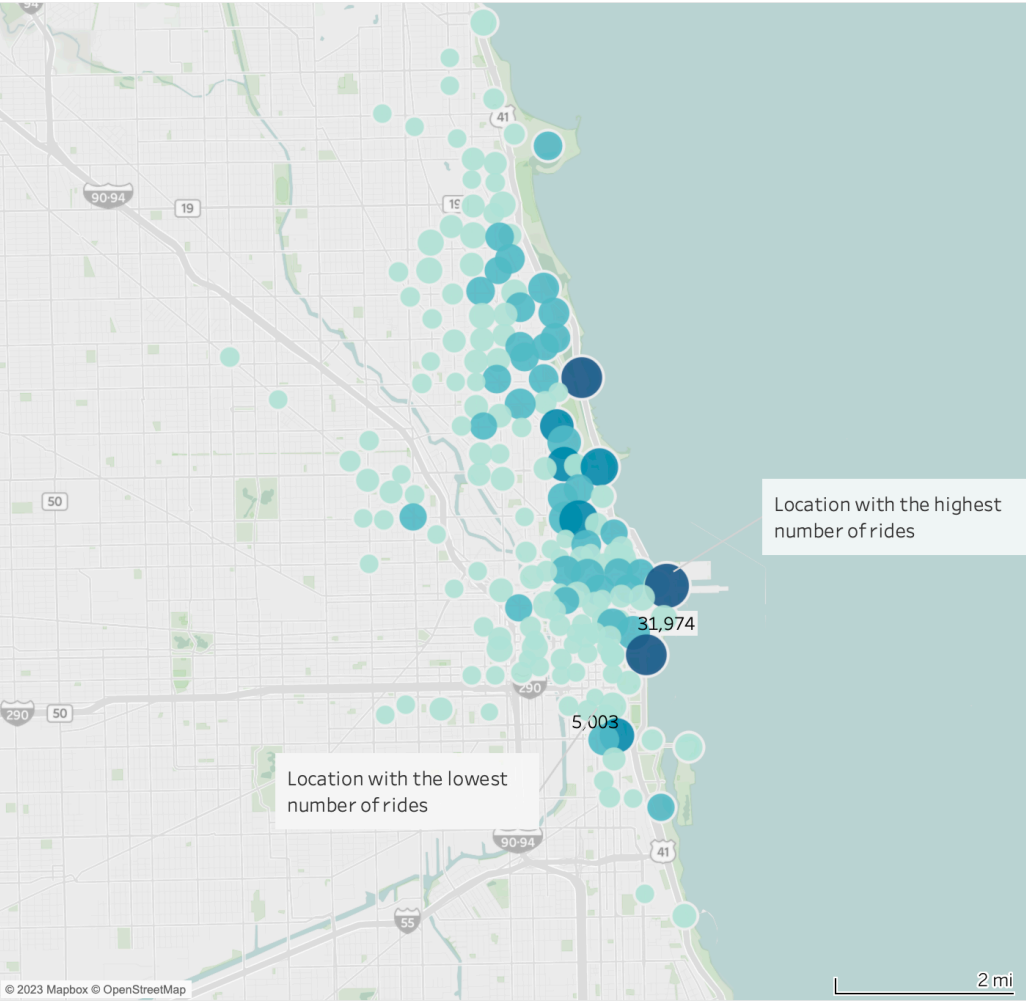 94
41
90-94
19
19
50
Location with the highest
number of rides
31,974
290
290
50
5,003
Location with the lowest
number of rides
90-94
41
55
© 2023 Mapbox © OpenStreetMap
2 mi